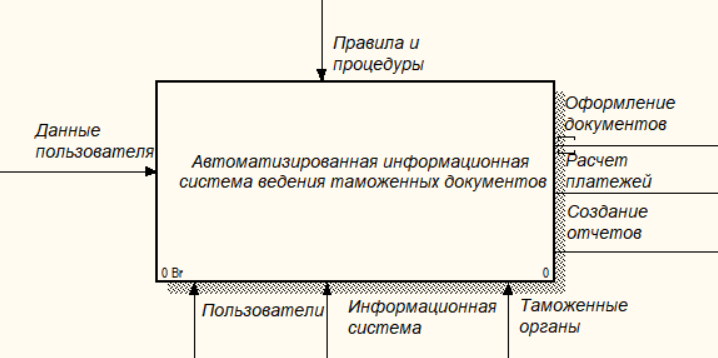 Правила и
процедуры
Оформление
документов
Данные
пользователя
Автоматизированная информационная
система ведения таможенных документов
Расчет
платежей
Создание
отчетов
0 Br
0
Пользователи
Информационная
система
Таможенные
органы